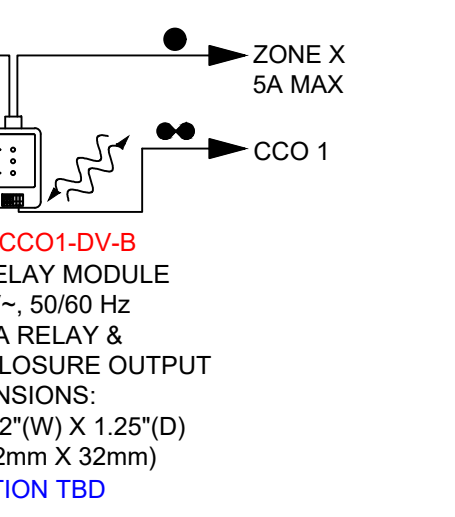 ZONE X
5A MAX
CCO 1
CCO1-DV-B
ELAY MODULE
~, 50/60 Hz
A RELAY &
LOSURE OUTPUT
NSIONS:
2"(W) X 1.25"(D)
2mm X 32mm)
TION TBD